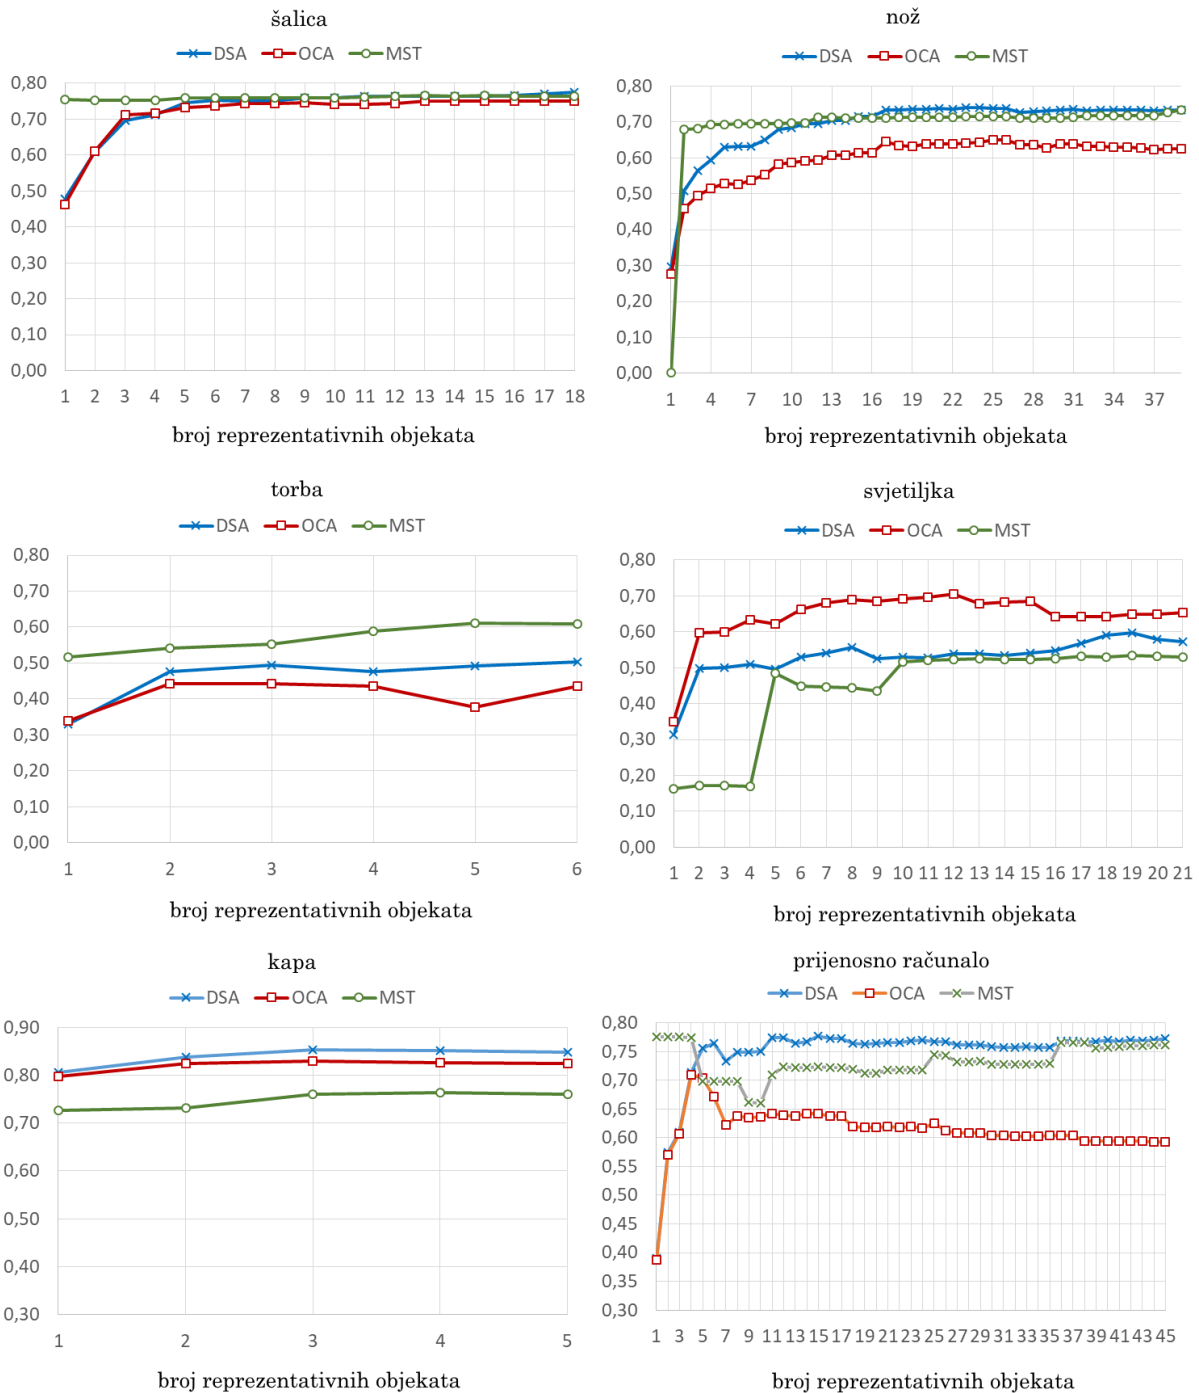 šalica
DSA OCA MST
0,80
0,70
0,60
0,50
0,40
0,30
0,20
0,10
0,00
1 2 3 4 5 6 7 8 9 10 11 12 13 14 15 16 17 18
broj reprezentativnih objekata
nož
DSA OCA MST
0,80
0,70
0,60
0,50
0,40
0,30
0,20
0,10
0,00
1 4 7 10 13 16 19 22 25 28 31 34 37
broj reprezentativnih objekata
torba
DSA OCA MST
0,80
0,70
0,60
0,50
0,40
0,30
0,20
0,10
0,00
1 2 3 4 5 6
broj reprezentativnih objekata
svjetiljka
DSA OCA MST
0,80
0,70
0,60
0,50
0,40
0,30
0,20
0,10
0,00
1 2 3 4 5 6 7 8 9 10 11 12 13 14 15 16 17 18 19 20 21
broj reprezentativnih objekata
kapa
DSA OCA MST
0,90
0,80
0,70
0,60
0,50
0,40
0,30
1 2 3 4 5
broj reprezentativnih objekata
prijenosno računalo
DSA OCA MST
0,80
0,75
0,70
0,65
0,60
0,55
0,50
0,45
0,40
0,35
0,30
1 3 5 7 9 11 13 15 17 19 21 23 25 27 29 31 33 35 37 39 41 43 45
broj reprezentativnih objekata